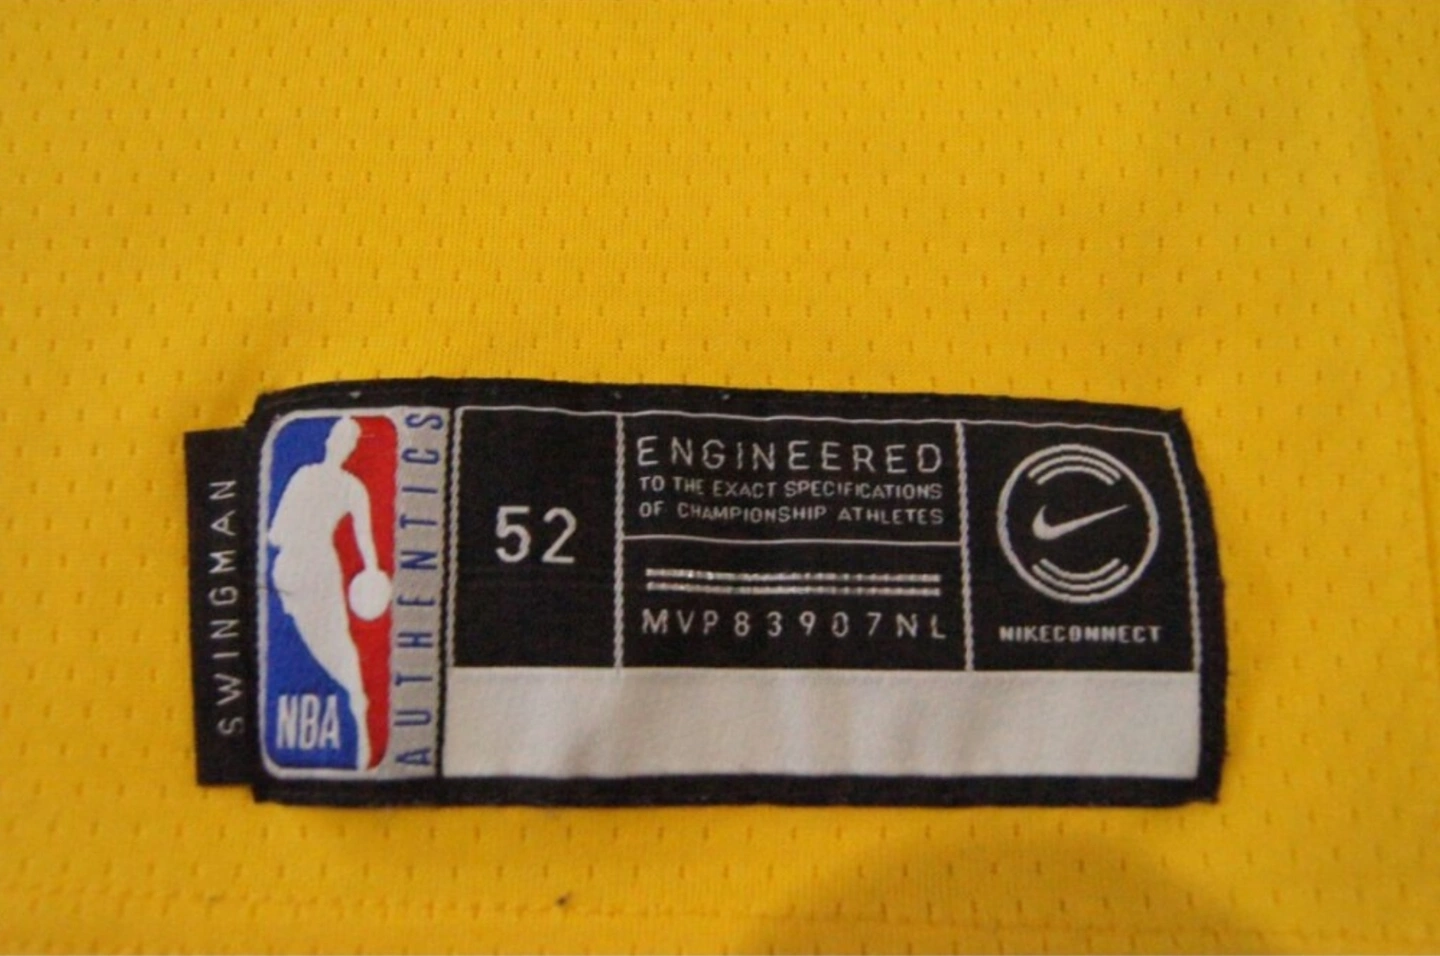 SWINGMAN
NBA
AUTHENTICS
52
ENGINEERED
TO THE EXACT SPECIFICATIONS
OF CHAMPIONSHIP ATHLETES
MVP83907NL
NIKECONNECT